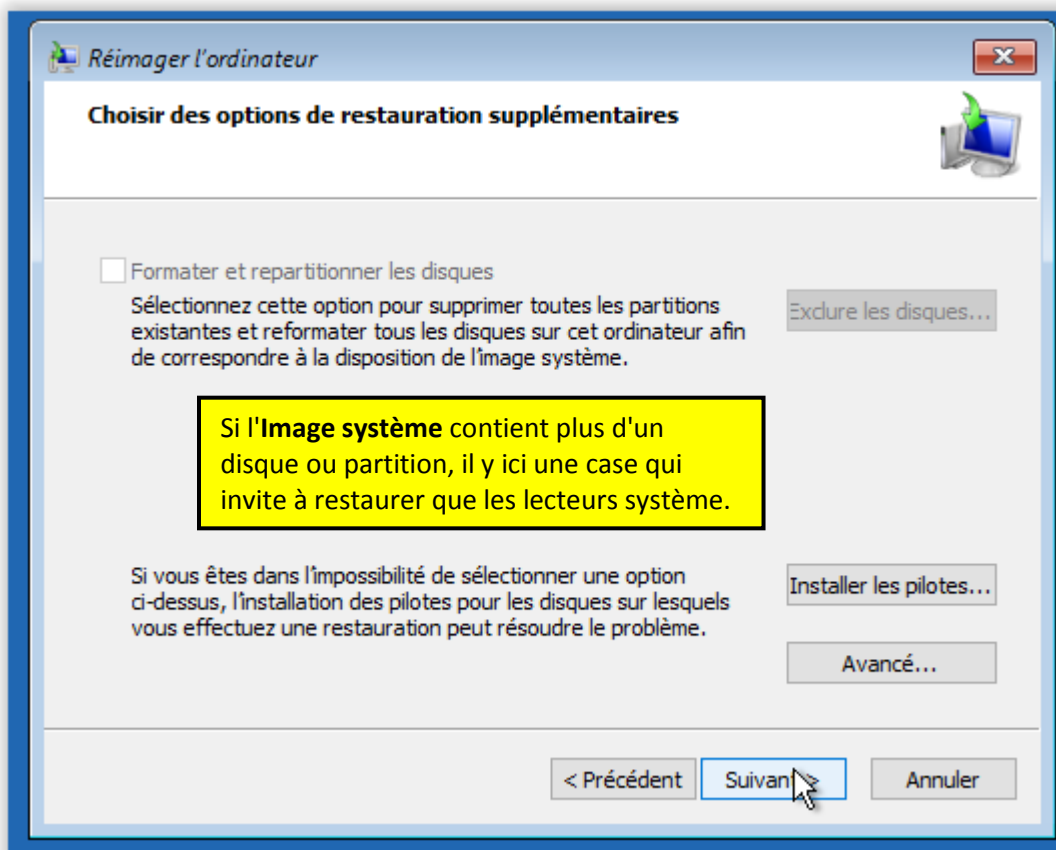 Réimager l'ordinateur
Choisir des options de restauration supplémentaires
Formater et repartitionner les disques
Sélectionnez cette option pour supprimer toutes les partitions
existantes et reformater tous les disques sur cet ordinateur afin
de correspondre à la disposition de l'image système.
Exclure les disques...
Si l'Image système contient plus d'un
disque ou partition, il y ici une case qui
invite à restaurer que les lecteurs système.
Si vous êtes dans l'impossibilité de sélectionner une option
ci-dessus, l'installation des pilotes pour les disques sur lesquels
vous effectuez une restauration peut résoudre le problème.
Installer les pilotes...
Avancé...
< Précédent
Suivant >
Annuler